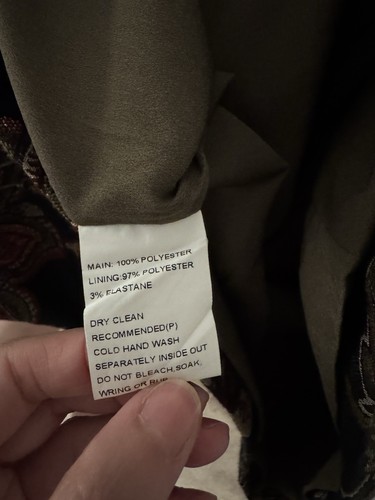 MAIN: 100% POLYESTER
LINING:97% POLYESTER
3% ELASTANE
DRY CLEAN
RECOMMENDED(P)
COLD HAND WASH
SEPARATELY INSIDE OUT
DO NOT BLEACH,SOAK,
WRING OR